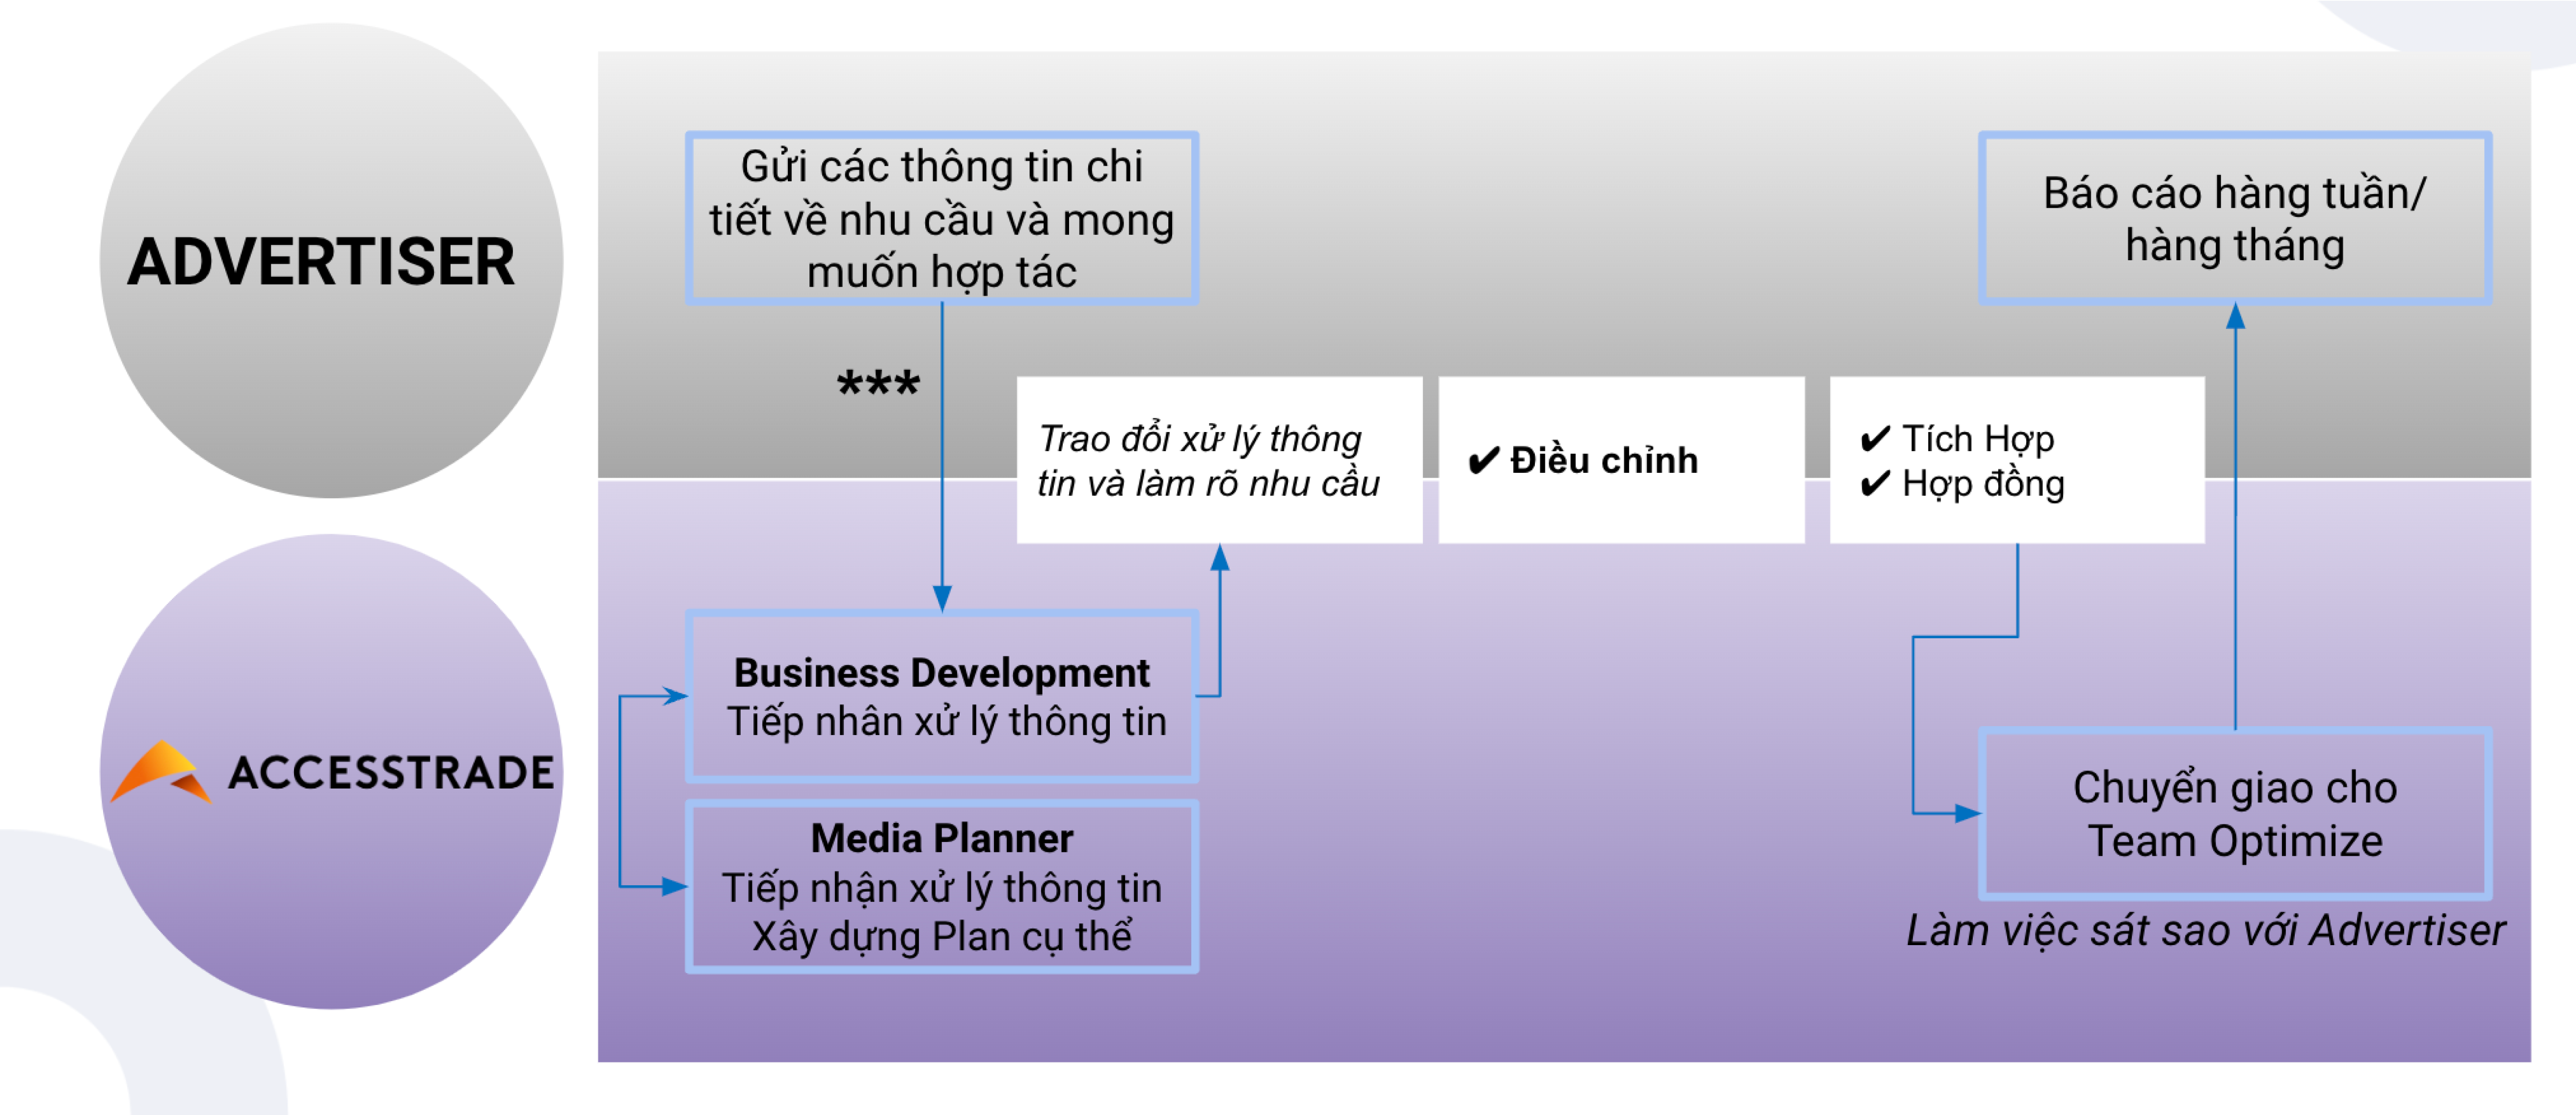 ADVERTISER
Gửi các thông tin chi
tiết về nhu cầu và mong
muốn hợp tác
Báo cáo hàng tuần/
hàng tháng
***
Trao đổi xử lý thông
tin và làm rõ nhu cầu
✔ Điều chỉnh
✔ Tích Hợp
✔ Hợp đồng
ACCESSTRADE
Business Development
Tiếp nhân xử lý thông tin
Media Planner
Tiếp nhận xử lý thông tin
Xây dựng Plan cụ thể
Chuyển giao cho
Team Optimize
Làm việc sát sao với Advertiser